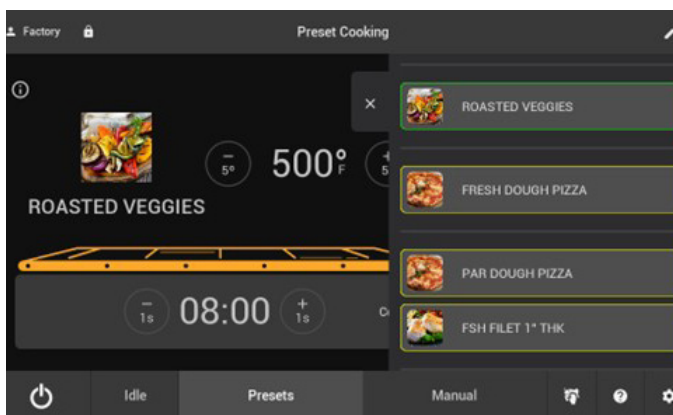 Factory
Preset Cooking
ROASTED VEGGIES
− 5°
500° F
+ 5
ROASTED VEGGIES
− 1s
08:00
+ 1s
FRESH DOUGH PIZZA
PAR DOUGH PIZZA
FSH FILET 1" THK
Idle
Presets
Manual